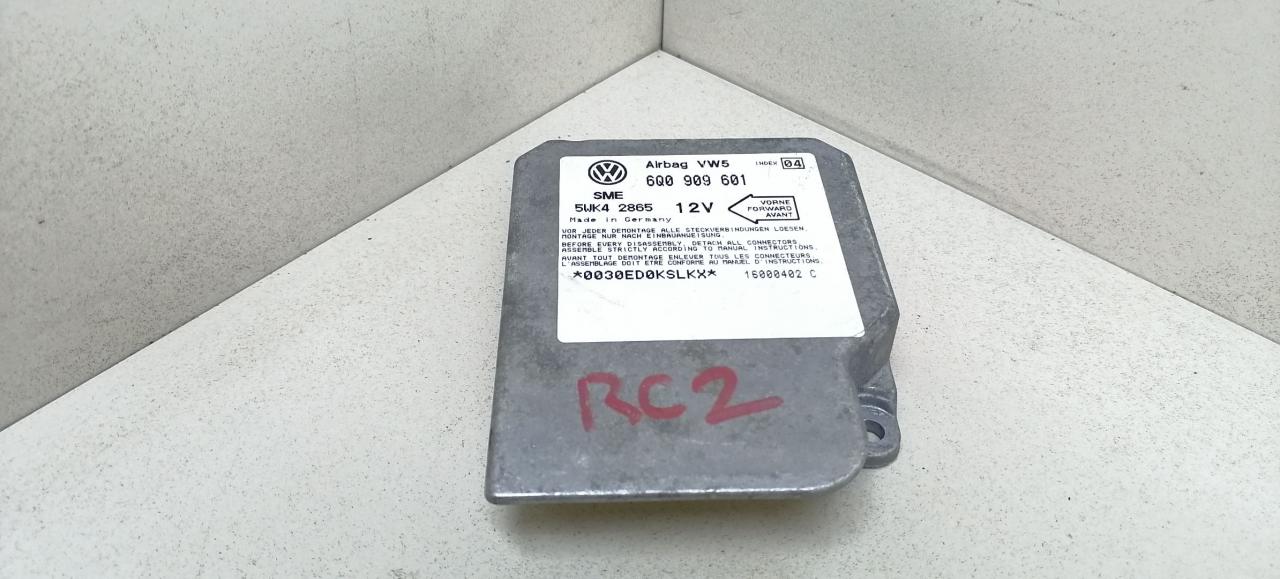 Airbag VW5
INDEX 04
6Q0 909 601
SME
5WK4 2865 12V
VORNE
FORWARD
AVANT
Made in Germany
VOR JEDER DEMONTAGE ALLE STECKVERBINDUNGEN LOESEN,
MONTAGE NUR NACH EINBAUANWEISUNG.
BEFORE EVERY DISASSEMBLY, DETACH ALL CONNECTORS
ASSEMBLE STRICTLY ACCORDING TO MANUAL INSTRUCTIONS.
AVANT TOUT DEMONTAGE ENLEVER TOUS LES CONNECTEURS
L'ASSEMBLAGE DOIT ETRE CONFORME AU MANUEL D'INSTRUCTIONS.
*0030ED0KSLKX* 16000402 C
RC2